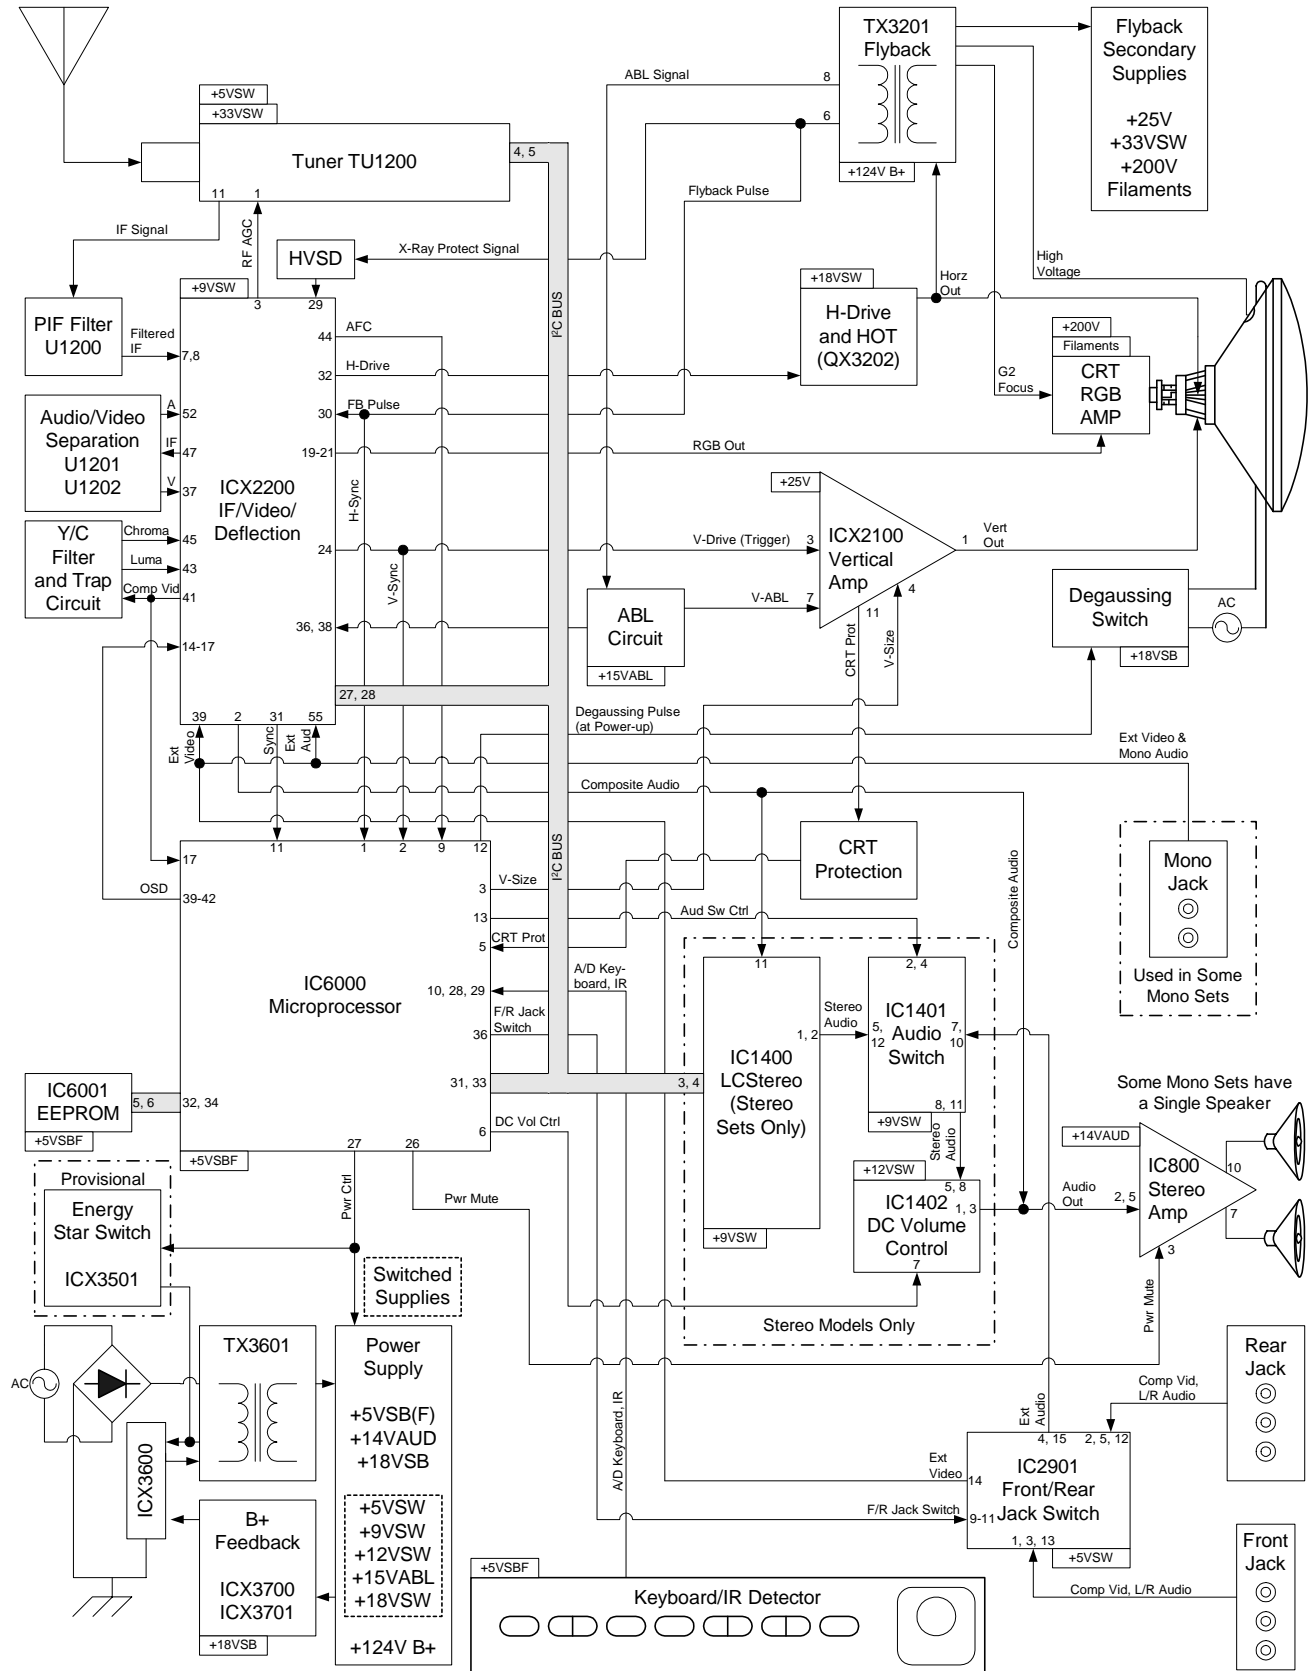 TX3201
Flyback
Flyback
Secondary
Supplies
+25V
+33VSW
+200V
Filaments
ABL Signal
8
6
+124V B+
+5VSW
+33VSW
Tuner TU1200
4, 5
11
1
Flyback Pulse
IF Signal
RF AGC
HVSD
X-Ray Protect Signal
+9VSW
3
29
I²C BUS
+18VSW
H-Drive
and HOT
(QX3202)
Horz
Out
High
Voltage
PIF Filter
U1200
Filtered
IF
7,8
44
AFC
32
H-Drive
30
FB Pulse
19-21
RGB Out
+200V
Filaments
CRT
RGB
AMP
G2
Focus
Audio/Video
Separation
U1201
U1202
A
52
IF
47
V
37
ICX2200
IF/Video/
Deflection
H-Sync
+25V
ICX2100
Vertical
Amp
Y/C
Filter
and Trap
Circuit
Chroma
45
Luma
43
Comp Vid
41
24
V-Sync
V-Drive (Trigger)
3
1
Vert
Out
4
V-ABL
7
11
ABL
Circuit
+15VABL
36, 38
14-17
CRT Prot
V-Size
Degaussing
Switch
+18VSB
AC
27, 28
39
2
31
55
Ext
Video
Sync
Ext
Aud
Degaussing Pulse
(at Power-up)
Ext Video &
Mono Audio
Composite Audio
11
1
2
9
12
17
OSD
39-42
I²C BUS
CRT
Protection
Mono
Jack
Used in Some
Mono Sets
3
V-Size
13
Aud Sw Ctrl
5
CRT Prot
Composite Audio
IC6000
Microprocessor
10, 28, 29
A/D Key-
board, IR
F/R Jack
Switch
36
31, 33
32, 34
6
DC Vol Ctrl
IC6001
EEPROM
5, 6
+5VSBF
+5VSBF
27
26
11
IC1400
LCStereo
(Stereo
Sets Only)
1, 2
3, 4
+9VSW
Stereo
Audio
2, 4
IC1401
Audio
Switch
5,
12
7,
10
8, 11
+9VSW
Stereo
Audio
+12VSW
5, 8
IC1402
1, 3
DC Volume
Control
7
Stereo Models Only
Some Mono Sets have
a Single Speaker
+14VAUD
IC800
Stereo
Amp
10
7
Audio
Out
2, 5
3
Pwr Mute
Provisional
Energy
Star Switch
ICX3501
Pwr Ctrl
Pwr Mute
Switched
Supplies
AC
TX3601
ICX3600
B+
Feedback
ICX3700
ICX3701
+18VSB
Power
Supply
+5VSB(F)
+14VAUD
+18VSB
+5VSW
+9VSW
+12VSW
+15VABL
+18VSW
+124V B+
A/D Keyboard, IR
Ext
Audio
Comp Vid,
L/R Audio
Rear
Jack
4, 15
2, 5, 12
Ext
Video
14
IC2901
Front/Rear
Jack Switch
F/R Jack Switch
9-11
1, 3, 13
+5VSW
Comp Vid, L/R Audio
Front
Jack
+5VSBF
Keyboard/IR Detector